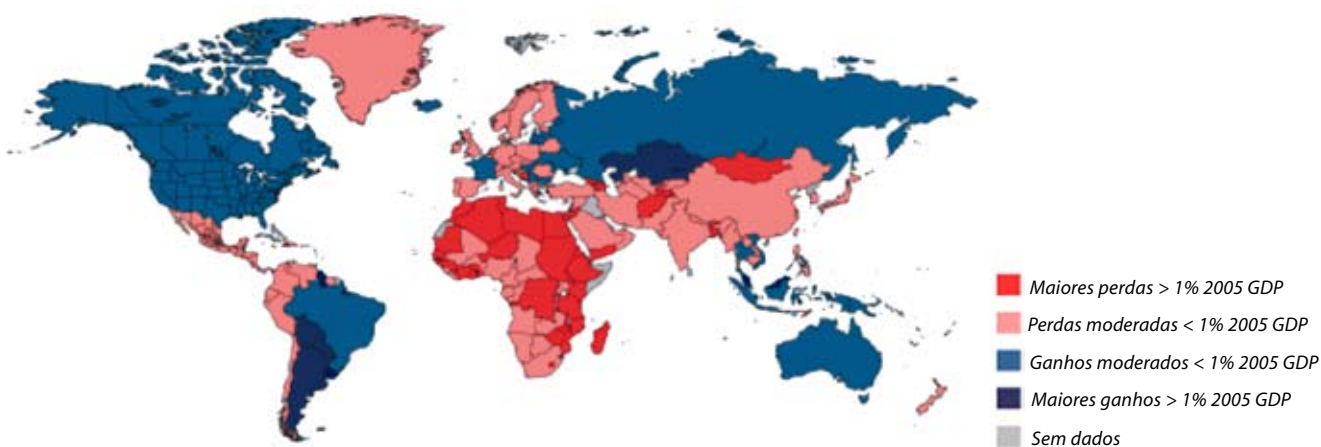 Maiores perdas > 1% 2005 GDP
Perdas moderadas < 1% 2005 GDP
Ganhos moderados < 1% 2005 GDP
Maiores ganhos > 1% 2005 GDP
Sem dados